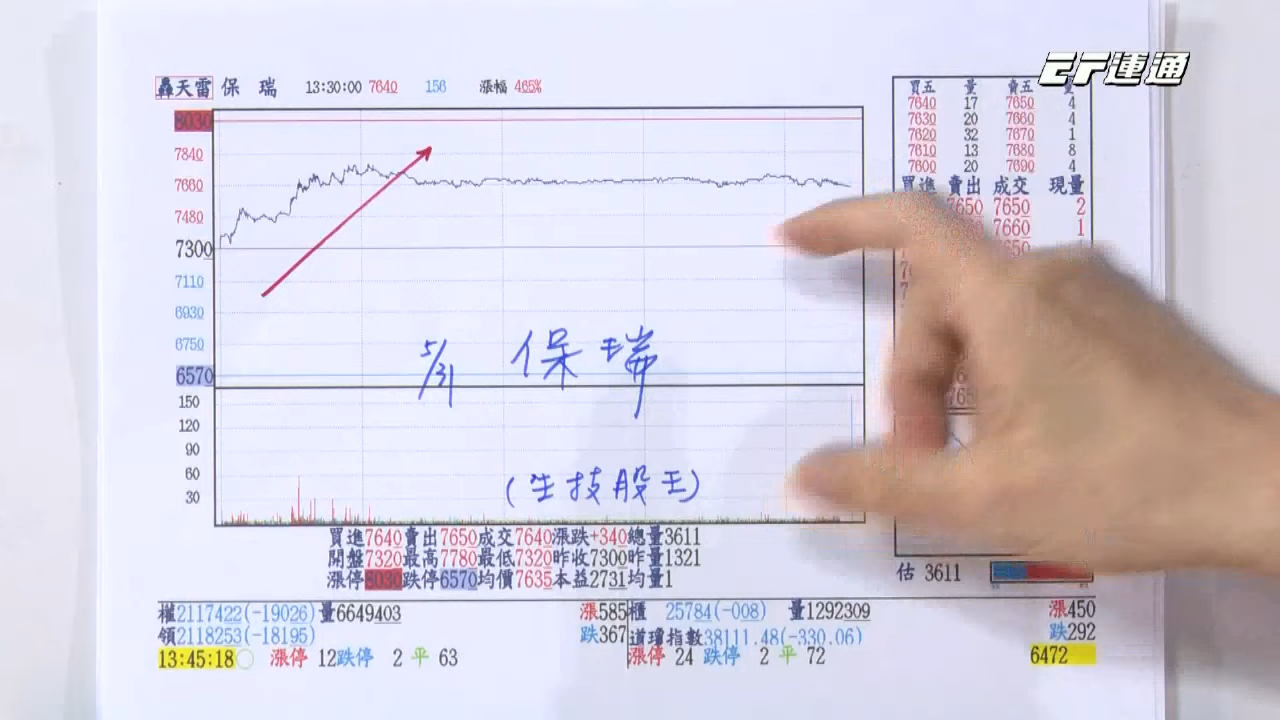 ET運通
轟天雷 保 瑞 13:30:00 7640 156 漲幅 465%
8030
7840
7660
7480
7300
7110
6930
6750
6570
150
120
90
60
30
5/31 保瑞
(生技股王)
買五 量 賣五 量
7640 17 7650 4
7630 20 7660 4
7620 32 7670 1
7610 13 7680 8
7600 20 7690 4
買進 賣出 成交 現量
7650 7650 2
7660 1
買進7640賣出7650成交7640漲跌+340總量3611
開盤7320最高7780最低7320昨收7300昨量1321
漲停8030跌停6570均價7635本益2731均量1
估 3611
權2117422(-19026)量6649403 漲585櫃 25784(-008) 量1292309 漲450
領2118253(-18195) 跌367道瓊指數38111.48(-330.06) 跌292
13:45:18 漲停 12跌停 2 平 63 漲停 24 跌停 2 平 72 6472